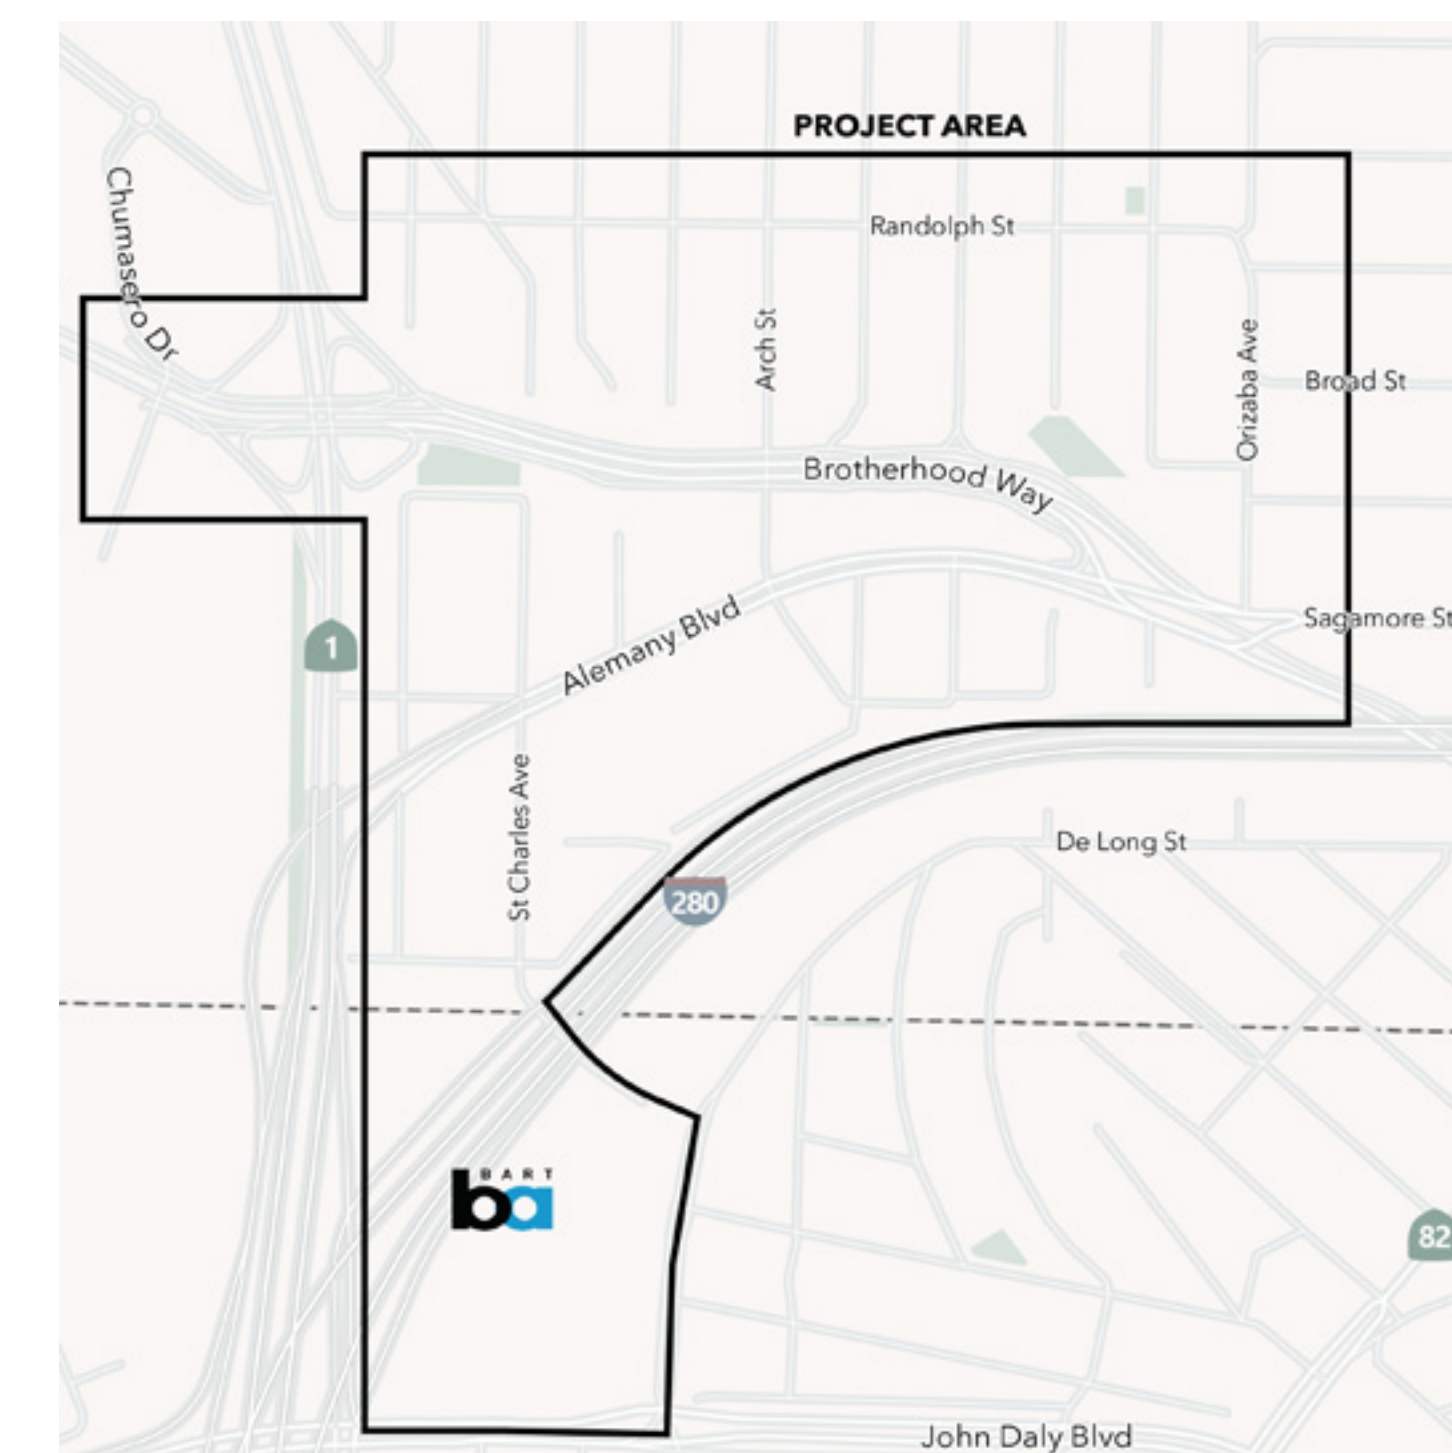 PROJECT AREA
Chumasero Dr
Randolph St
Arch St
Orizaba Ave
Broad St
Brotherhood Way
Alemany Blvd
Sagamore St
1
St Charles Ave
De Long St
280
BART
ba
82
John Daly Blvd